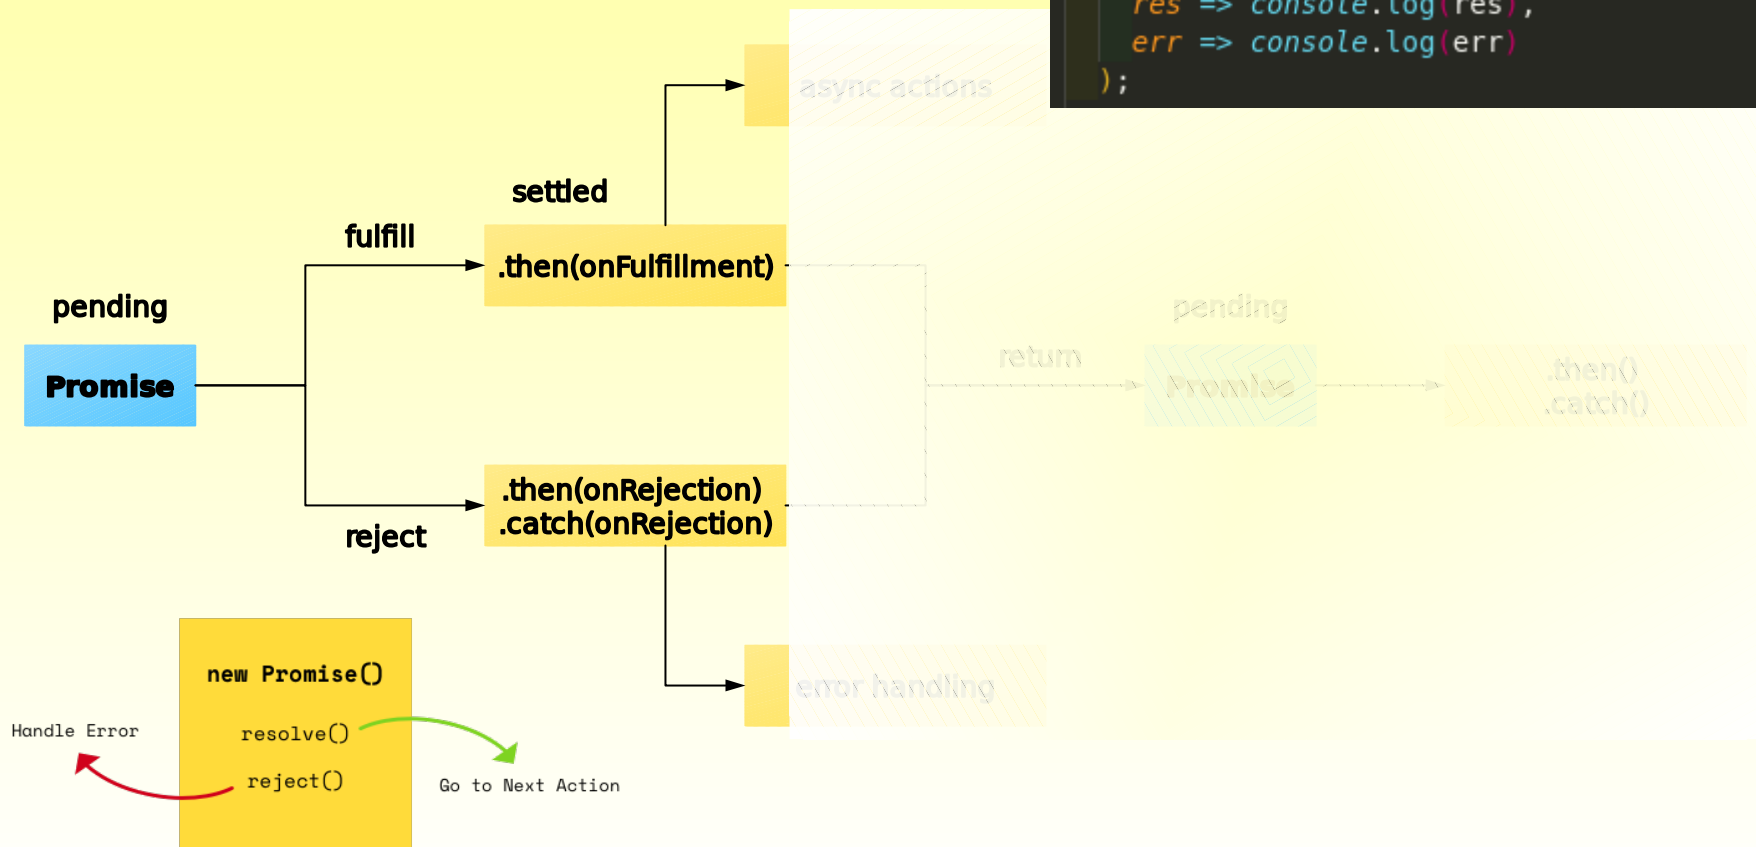 res => console.log(res),
err => console.log(err)
);
async actions
settled
fulfill
.then(onFulfillment)
pending
Promise
pending
return
Promise
.then()
.catch()
.then(onRejection)
.catch(onRejection)
reject
error handling
new Promise()
resolve()
reject()
Handle Error
Go to Next Action